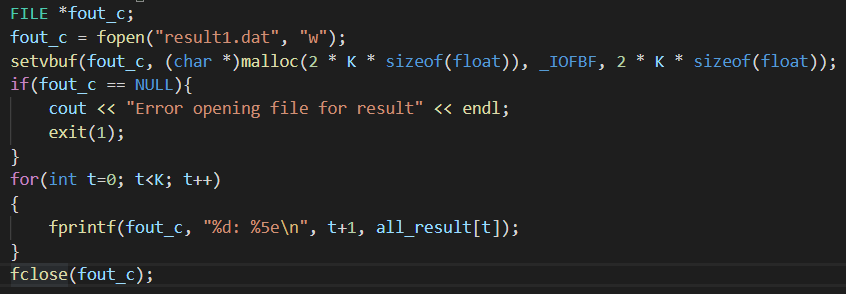 FILE *fout_c;
fout_c = fopen("result1.dat", "w");
setvbuf(fout_c, (char *)malloc(2 * K * sizeof(float)), _IOFBF, 2 * K * sizeof(float));
if(fout_c == NULL){
    cout << "Error opening file for result" << endl;
    exit(1);
}
for(int t=0; t<K; t++)
{
    fprintf(fout_c, "%d: %5e\n", t+1, all_result[t]);
}
fclose(fout_c);